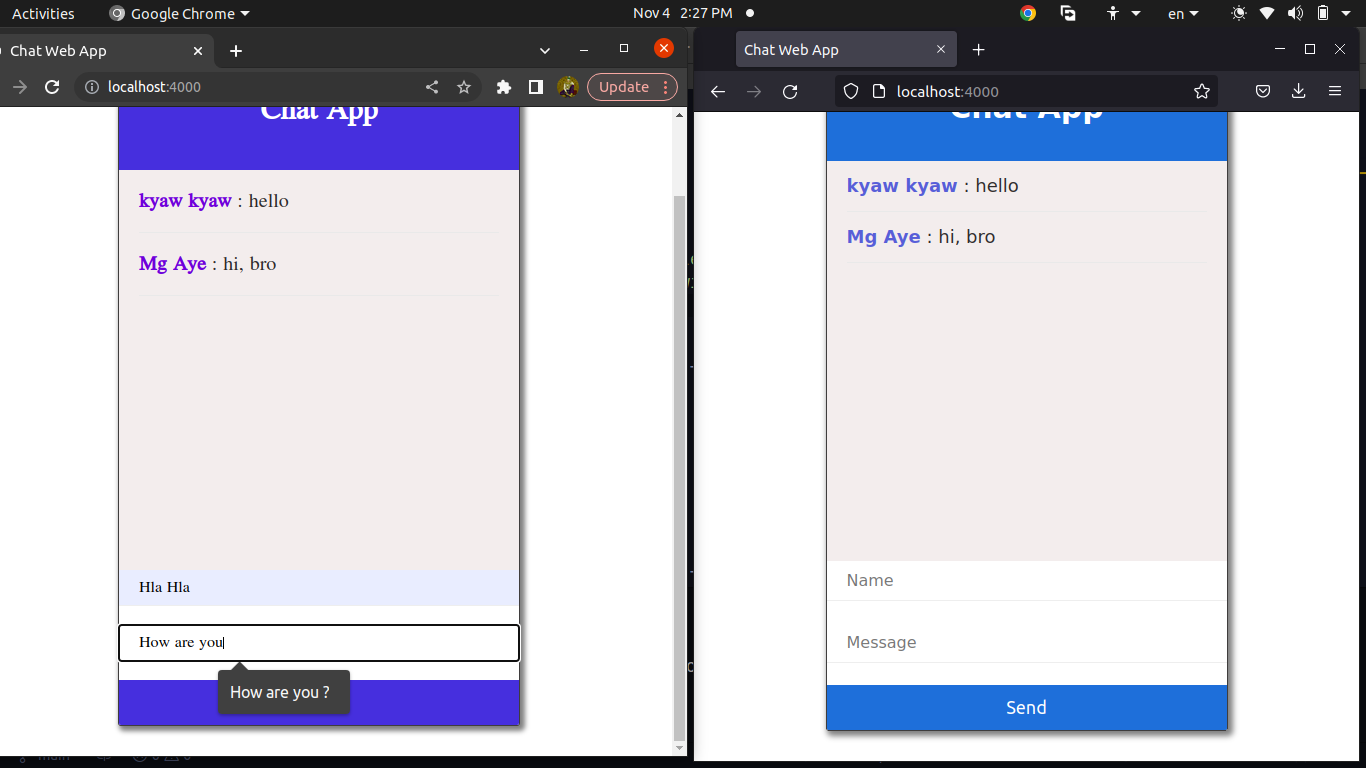 Activities
Google Chrome
Nov 4 2:27 PM
en
Chat Web App
localhost:4000
Update
Chat App
kyaw kyaw : hello
Mg Aye : hi, bro
Hla Hla
How are you
How are you ?
Chat Web App
localhost:4000
Chat App
kyaw kyaw : hello
Mg Aye : hi, bro
Name
Message
Send
main